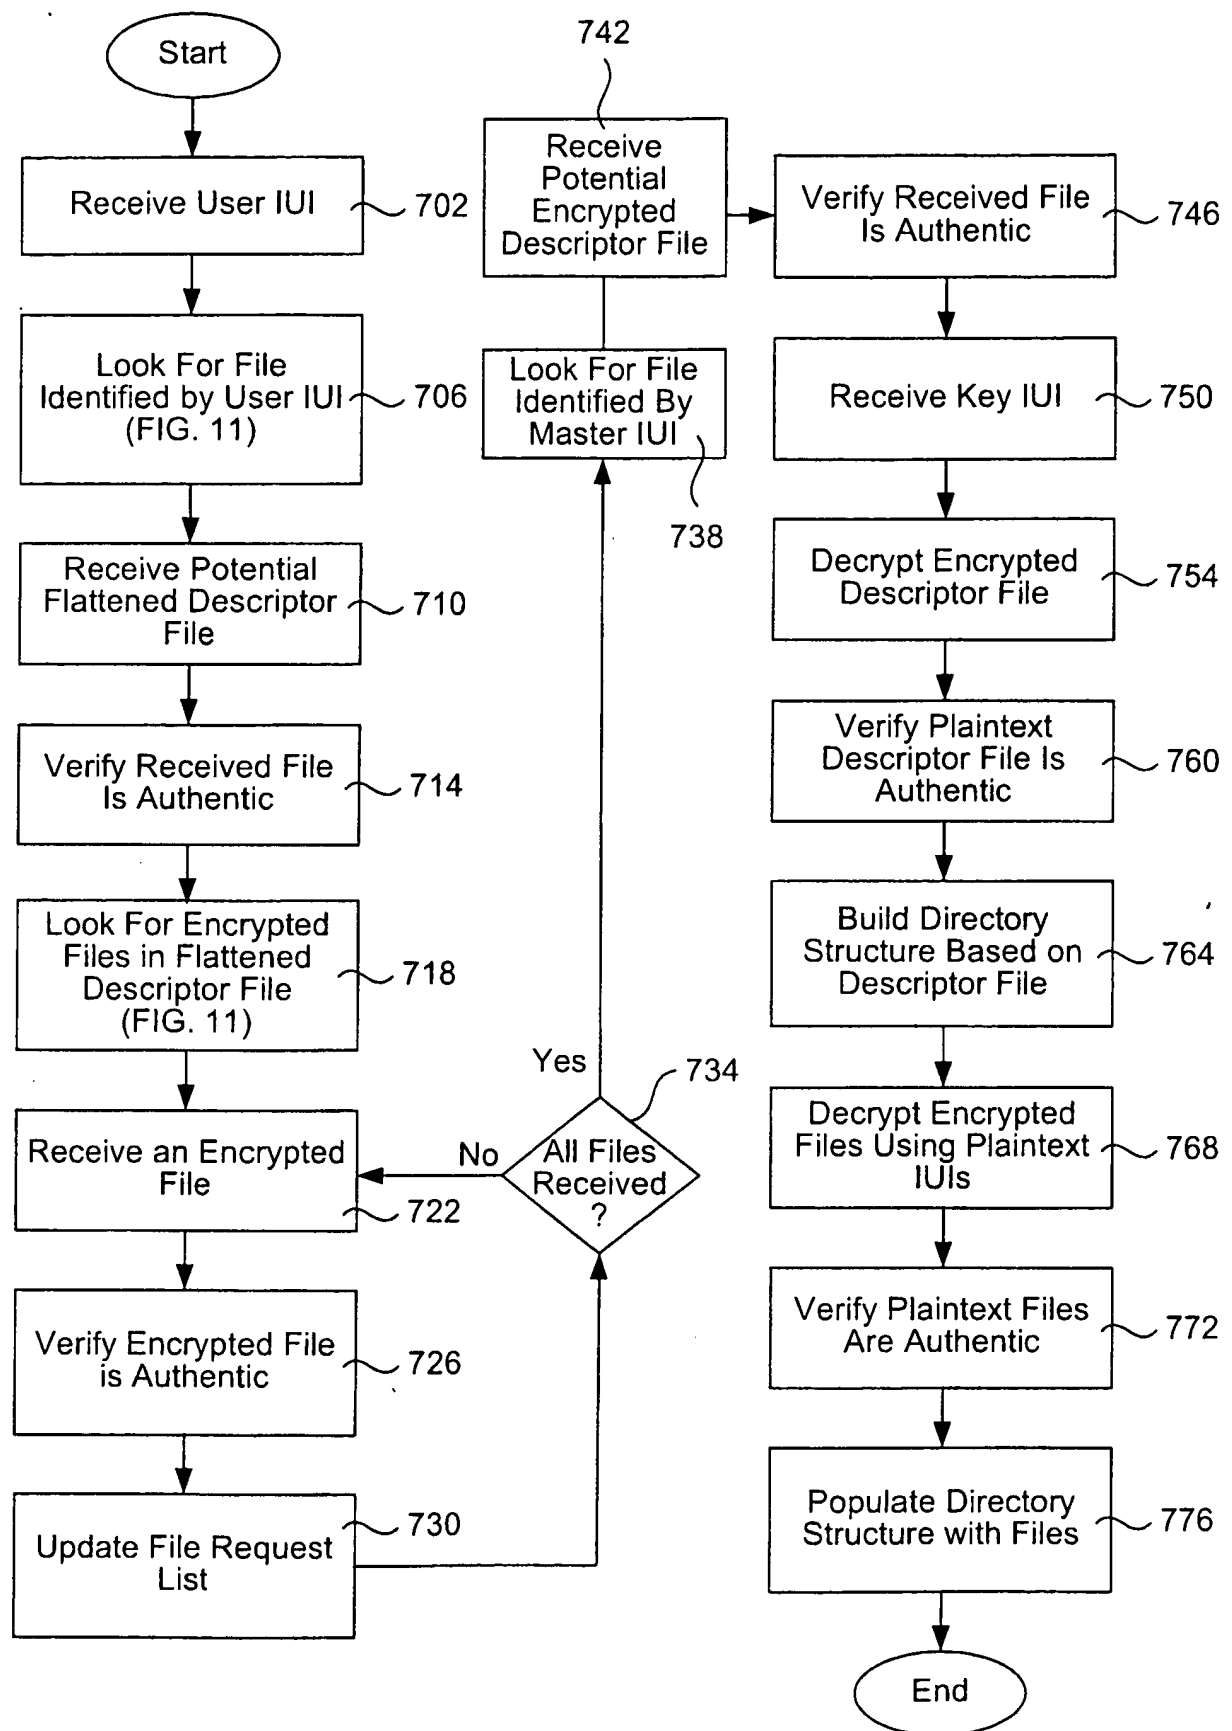 Start
Receive User IUI
702
Look For File
Identified by User IUI
(FIG. 11)
706
Receive Potential
Flattened Descriptor
File
710
Verify Received File
Is Authentic
714
Look For Encrypted
Files in Flattened
Descriptor File
(FIG. 11)
718
Receive an Encrypted
File
722
Verify Encrypted File
is Authentic
726
Update File Request
List
730
All Files
Received
?
734
No
Yes
Look For File
Identified By
Master IUI
738
742
Receive
Potential
Encrypted
Descriptor File
Verify Received File
Is Authentic
746
Receive Key IUI
750
Decrypt Encrypted
Descriptor File
754
Verify Plaintext
Descriptor File Is
Authentic
760
Build Directory
Structure Based on
Descriptor File
764
Decrypt Encrypted
Files Using Plaintext
IUIs
768
Verify Plaintext Files
Are Authentic
772
Populate Directory
Structure with Files
776
End